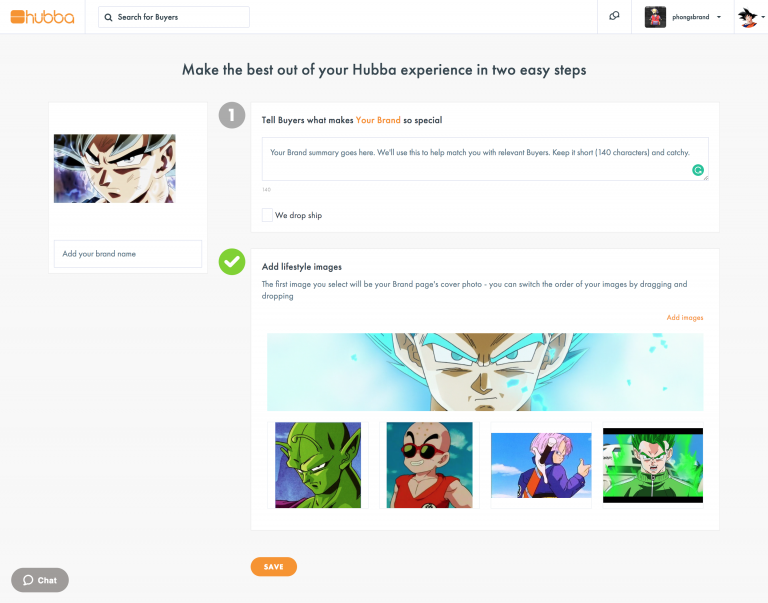 hubba
Search for Buyers
phongsbrand
Make the best out of your Hubba experience in two easy steps
1
Tell Buyers what makes Your Brand so special
Your Brand summary goes here. We'll use this to help match you with relevant Buyers. Keep it short (140 characters) and catchy.
140
We drop ship
Add your brand name
Add lifestyle images
The first image you select will be your Brand page's cover photo - you can switch the order of your images by dragging and
dropping
Add images
SAVE
Chat